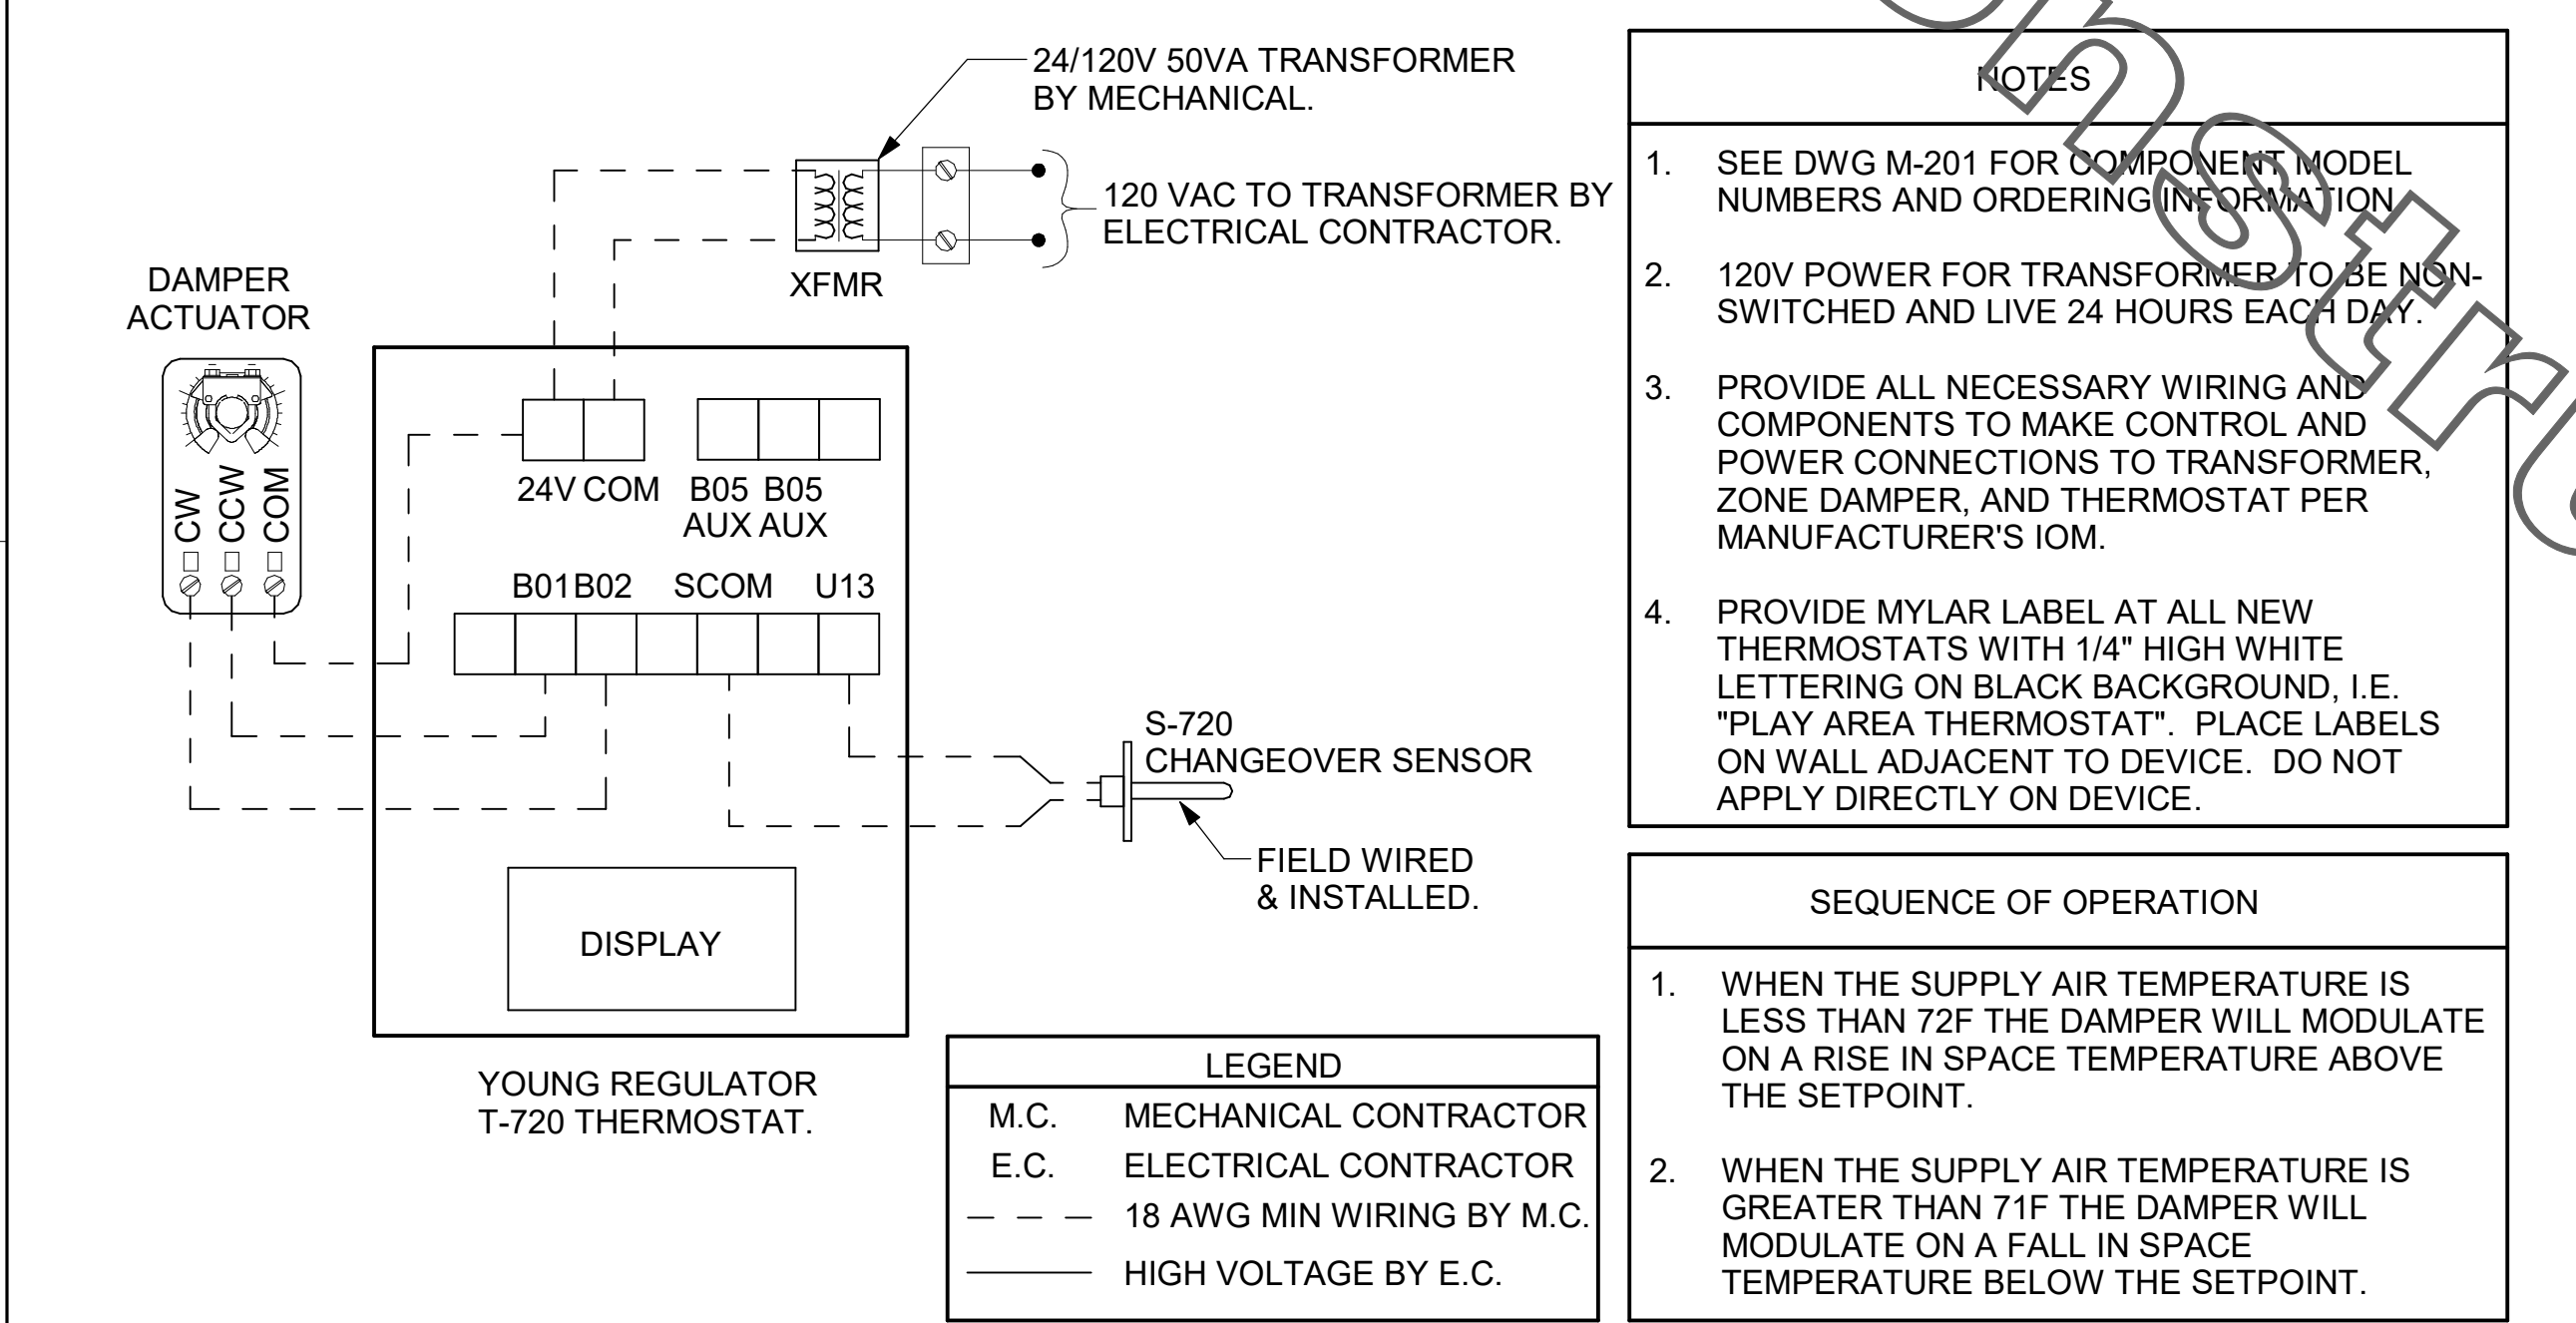 24/120V 50VA TRANSFORMER
BY MECHANICAL.
120 VAC TO TRANSFORMER BY
ELECTRICAL CONTRACTOR.
XFMR
DAMPER
ACTUATOR
CW
CCW
COM
24V COM
B05 B05
AUX AUX
B01 B02 SCOM U13
S-720
CHANGEOVER SENSOR
FIELD WIRED
& INSTALLED.
DISPLAY
YOUNG REGULATOR
T-720 THERMOSTAT.
LEGEND
M.C. MECHANICAL CONTRACTOR
E.C. ELECTRICAL CONTRACTOR
18 AWG MIN WIRING BY M.C.
HIGH VOLTAGE BY E.C.
NOTES
1. SEE DWG M-201 FOR COMPONENT MODEL
NUMBERS AND ORDERING INFORMATION
2. 120V POWER FOR TRANSFORMER TO BE NON-
SWITCHED AND LIVE 24 HOURS EACH DAY.
3. PROVIDE ALL NECESSARY WIRING AND
COMPONENTS TO MAKE CONTROL AND
POWER CONNECTIONS TO TRANSFORMER,
ZONE DAMPER, AND THERMOSTAT PER
MANUFACTURER'S IOM.
4. PROVIDE MYLAR LABEL AT ALL NEW
THERMOSTATS WITH 1/4" HIGH WHITE
LETTERING ON BLACK BACKGROUND, I.E.
"PLAY AREA THERMOSTAT". PLACE LABELS
ON WALL ADJACENT TO DEVICE. DO NOT
APPLY DIRECTLY ON DEVICE.
SEQUENCE OF OPERATION
1. WHEN THE SUPPLY AIR TEMPERATURE IS
LESS THAN 72F THE DAMPER WILL MODULATE
ON A RISE IN SPACE TEMPERATURE ABOVE
THE SETPOINT.
2. WHEN THE SUPPLY AIR TEMPERATURE IS
GREATER THAN 71F THE DAMPER WILL
MODULATE ON A FALL IN SPACE
TEMPERATURE BELOW THE SETPOINT.